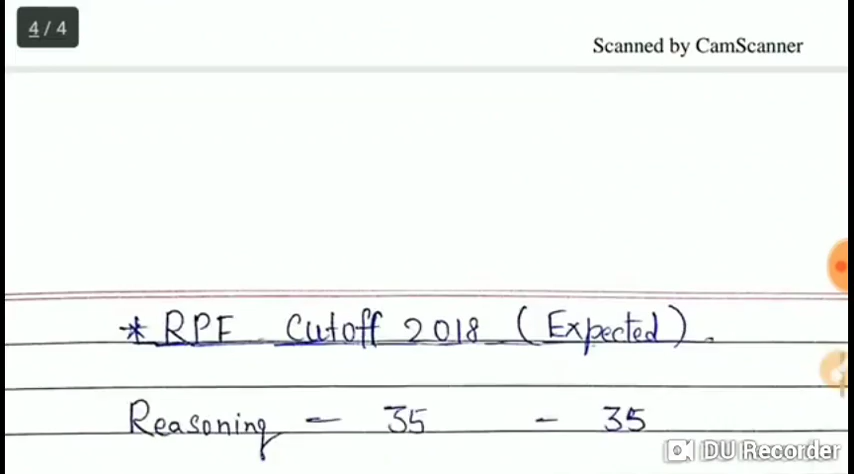 4 / 4
Scanned by CamScanner
* RPF Cutoff 2018 (Expected).
Reasoning - 35 - 35
DU Recorder